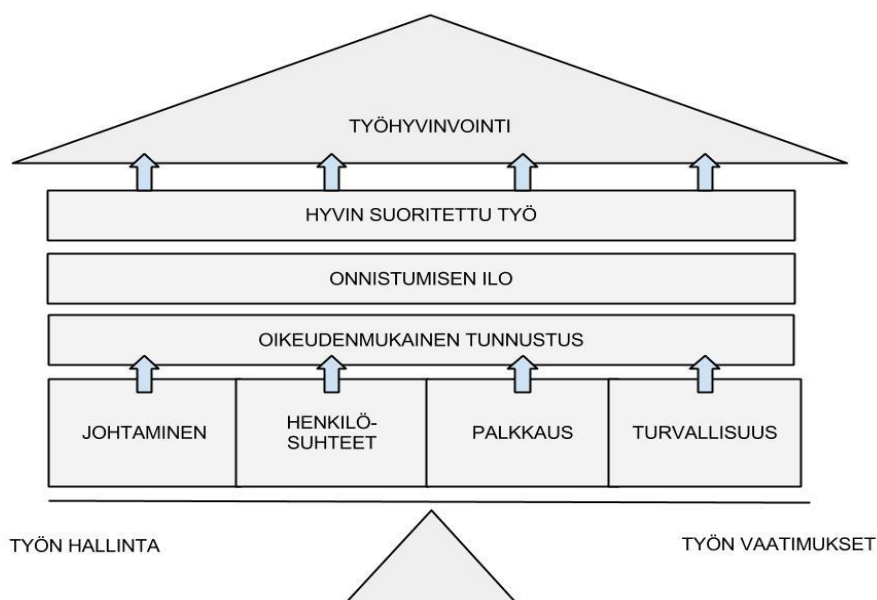 TYÖHYVINVOINTI
HYVIN SUORITETTU TYÖ
ONNISTUMISEN ILO
OIKEUDENMUKAINEN TUNNUSTUS
JOHTAMINEN
HENKILÖ-
SUHTEET
PALKKAUS
TURVALLISUUS
TYÖN HALLINTA
TYÖN VAATIMUKSET